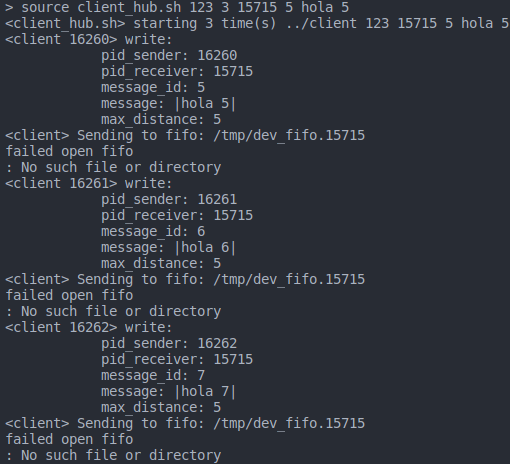 > source client_hub.sh 123 3 15715 5 hola 5
<client_hub.sh> starting 3 time(s) ../client 123 15715 5 hola 5
<client 16260> write:
pid_sender: 16260
pid_receiver: 15715
message_id: 5
message: |hola 5|
max_distance: 5
<client> Sending to fifo: /tmp/dev_fifo.15715
failed open fifo
: No such file or directory
<client 16261> write:
pid_sender: 16261
pid_receiver: 15715
message_id: 6
message: |hola 6|
max_distance: 5
<client> Sending to fifo: /tmp/dev_fifo.15715
failed open fifo
: No such file or directory
<client 16262> write:
pid_sender: 16262
pid_receiver: 15715
message_id: 7
message: |hola 7|
max_distance: 5
<client> Sending to fifo: /tmp/dev_fifo.15715
failed open fifo
: No such file or directory